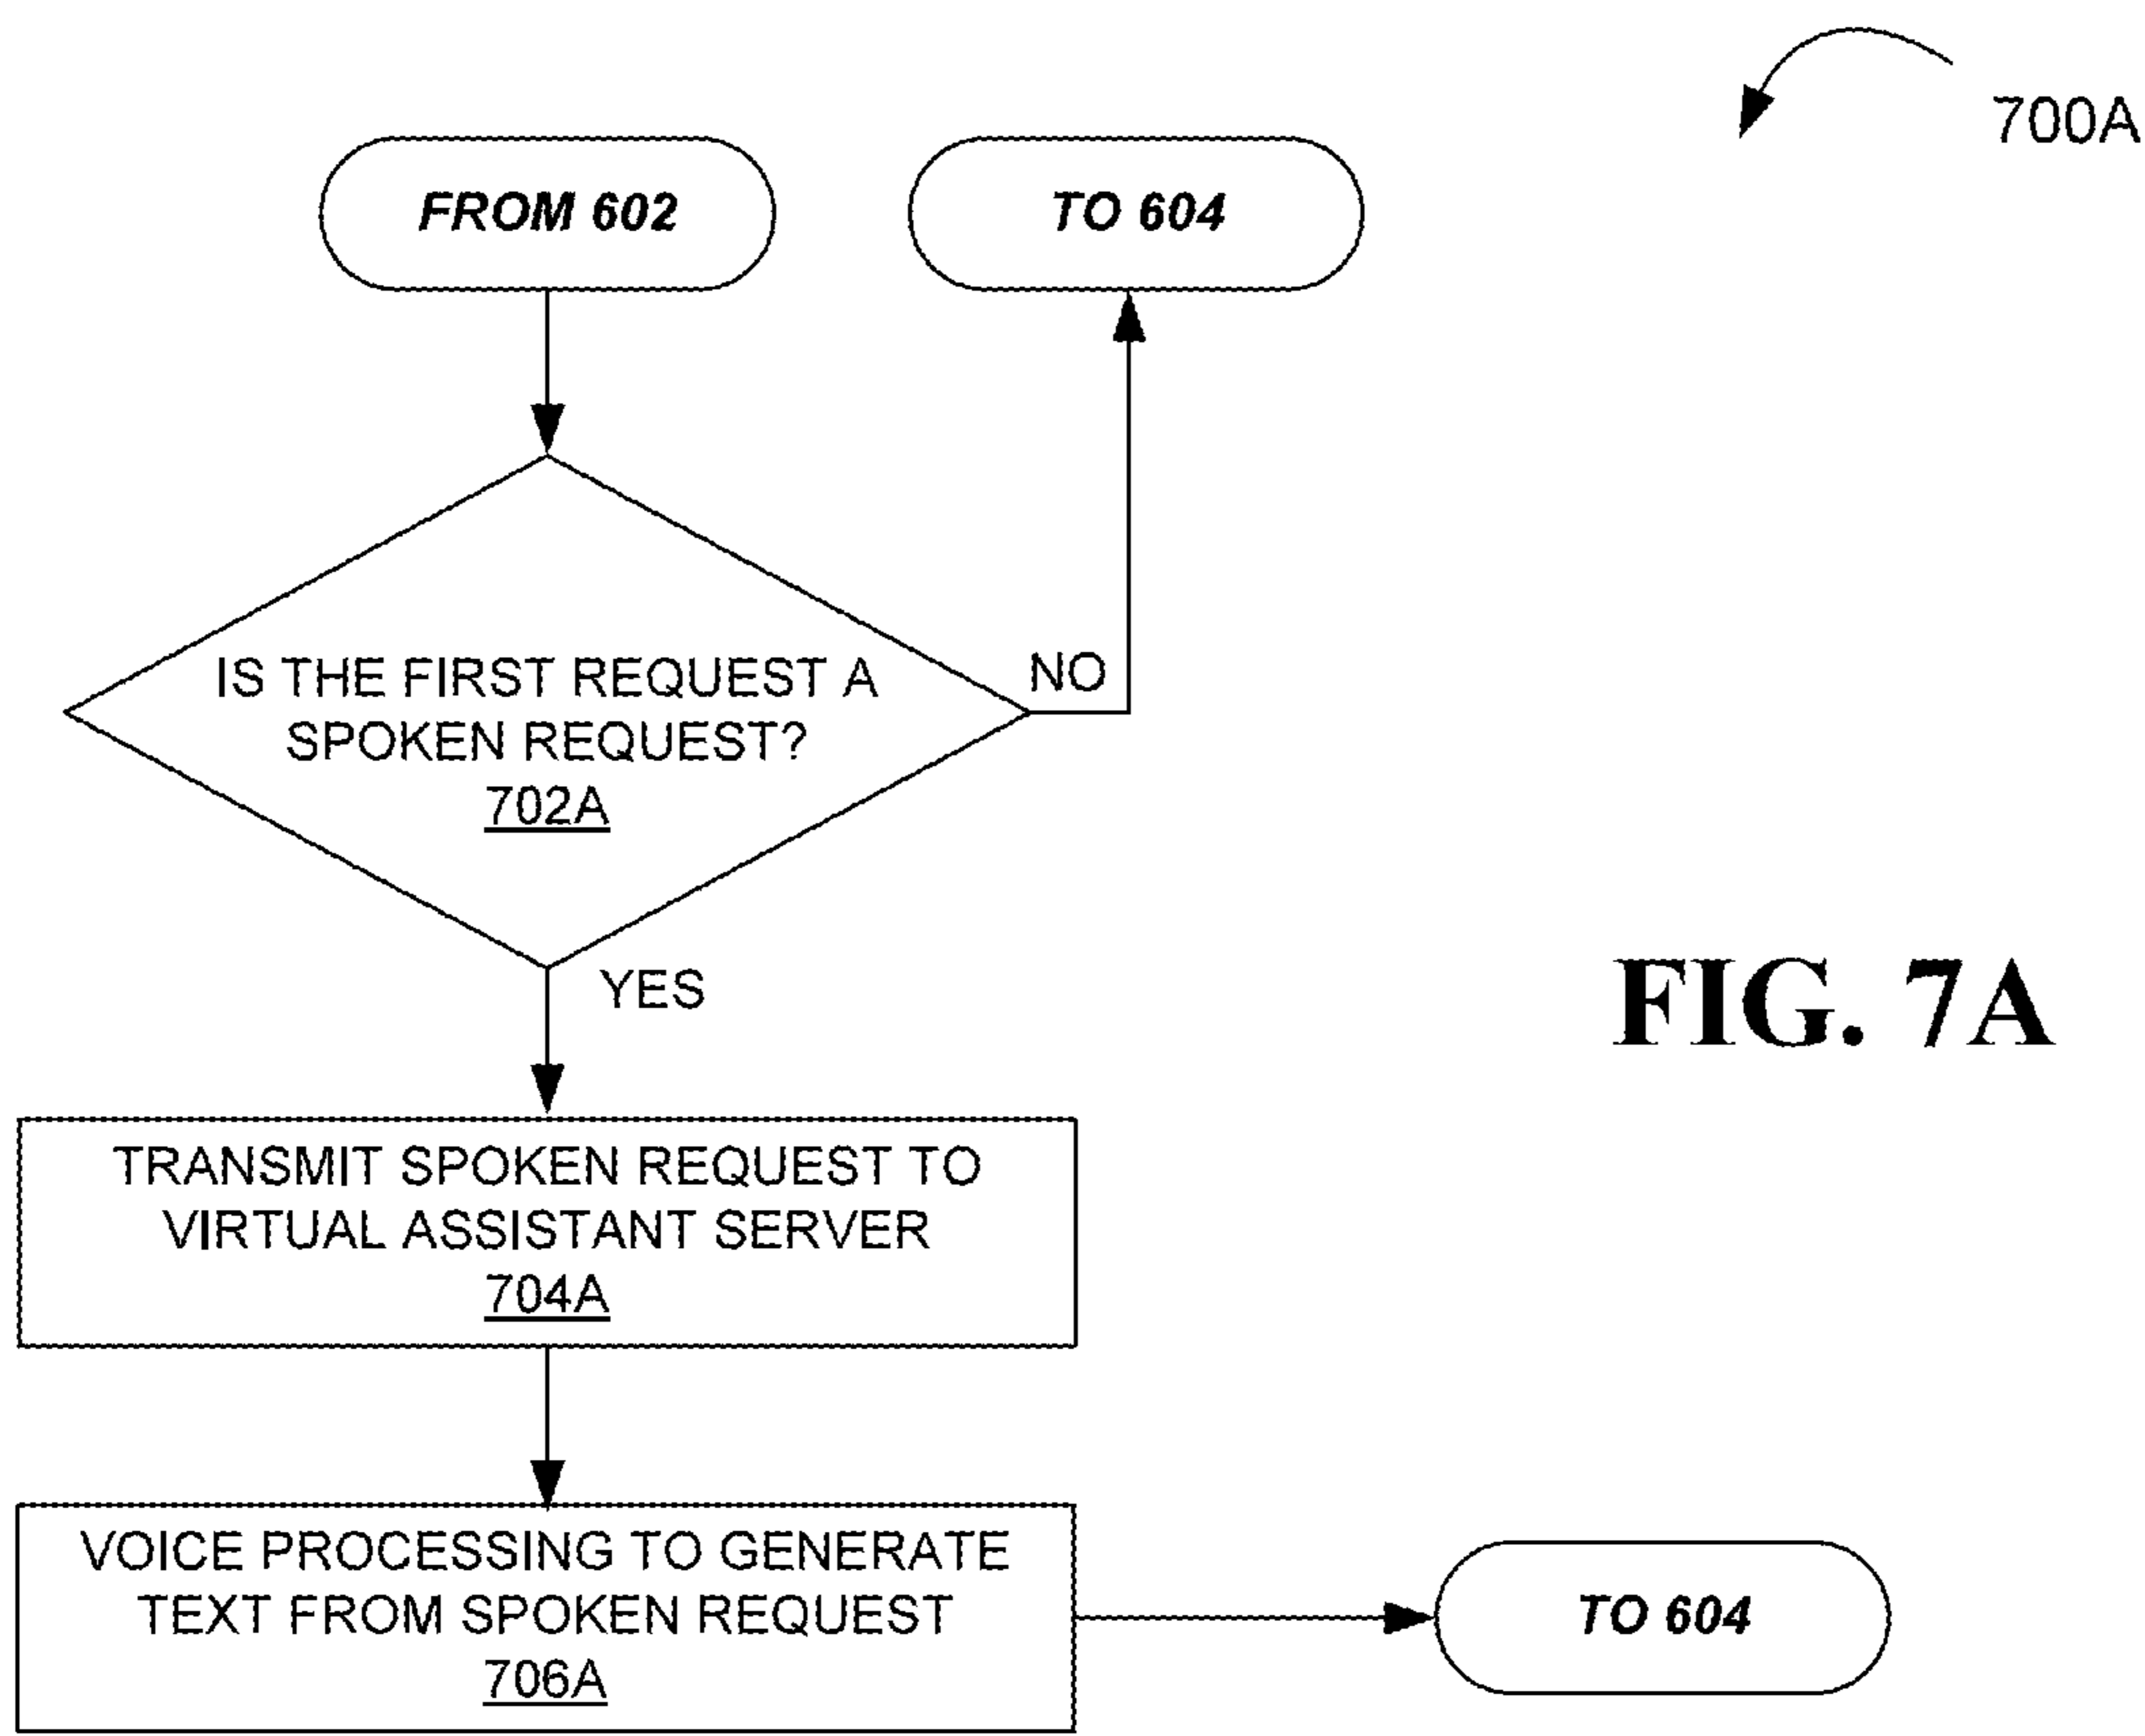 700A
FROM 602
TO 604
IS THE FIRST REQUEST A
SPOKEN REQUEST?
702A
NO
YES
FIG. 7A
TRANSMIT SPOKEN REQUEST TO
VIRTUAL ASSISTANT SERVER
704A
VOICE PROCESSING TO GENERATE
TEXT FROM SPOKEN REQUEST
706A
TO 604